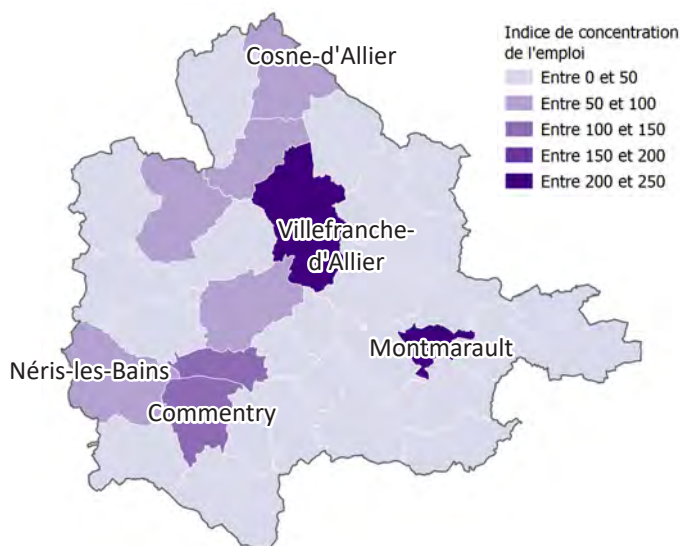 Indice de concentration
de l'emploi
Entre 0 et 50
Entre 50 et 100
Entre 100 et 150
Entre 150 et 200
Entre 200 et 250
Cosne-d'Allier
Villefranche-
d'Allier
Montmarault
Néris-les-Bains
Commentry